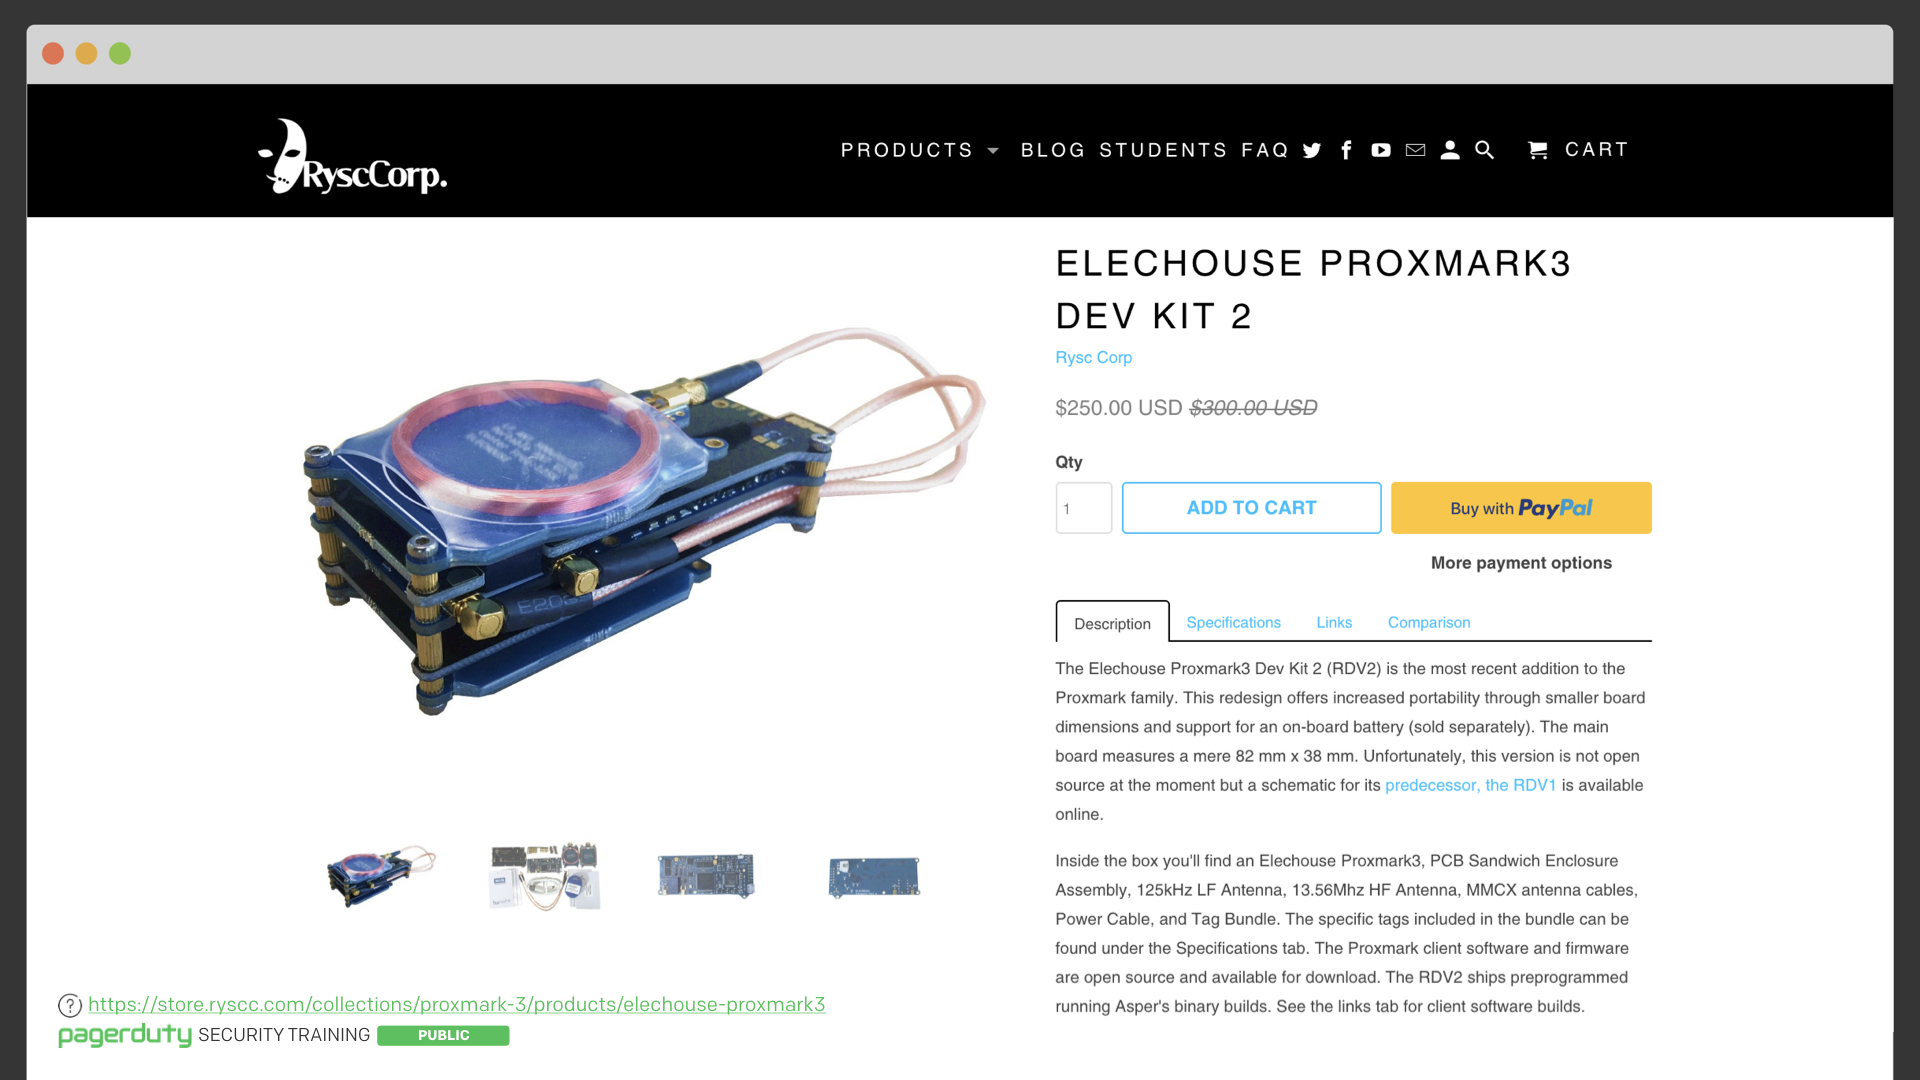 RyscCorp.
PRODUCTS BLOG STUDENTS FAQ CART
ELECHOUSE PROXMARK3
DEV KIT 2
Rysc Corp
$250.00 USD $300.00 USD
Qty
1 ADD TO CART Buy with PayPal
More payment options
Description Specifications Links Comparison
The Elechouse Proxmark3 Dev Kit 2 (RDV2) is the most recent addition to the
Proxmark family. This redesign offers increased portability through smaller board
dimensions and support for an on-board battery (sold separately). The main
board measures a mere 82 mm x 38 mm. Unfortunately, this version is not open
source at the moment but a schematic for its predecessor, the RDV1 is available
online.
Inside the box you'll find an Elechouse Proxmark3, PCB Sandwich Enclosure
Assembly, 125kHz LF Antenna, 13.56Mhz HF Antenna, MMCX antenna cables,
Power Cable, and Tag Bundle. The specific tags included in the bundle can be
found under the Specifications tab. The Proxmark client software and firmware
are open source and available for download. The RDV2 ships preprogrammed
running Asper's binary builds. See the links tab for client software builds.
? https://store.ryscc.com/collections/proxmark-3/products/elechouse-proxmark3
pagerduty SECURITY TRAINING PUBLIC